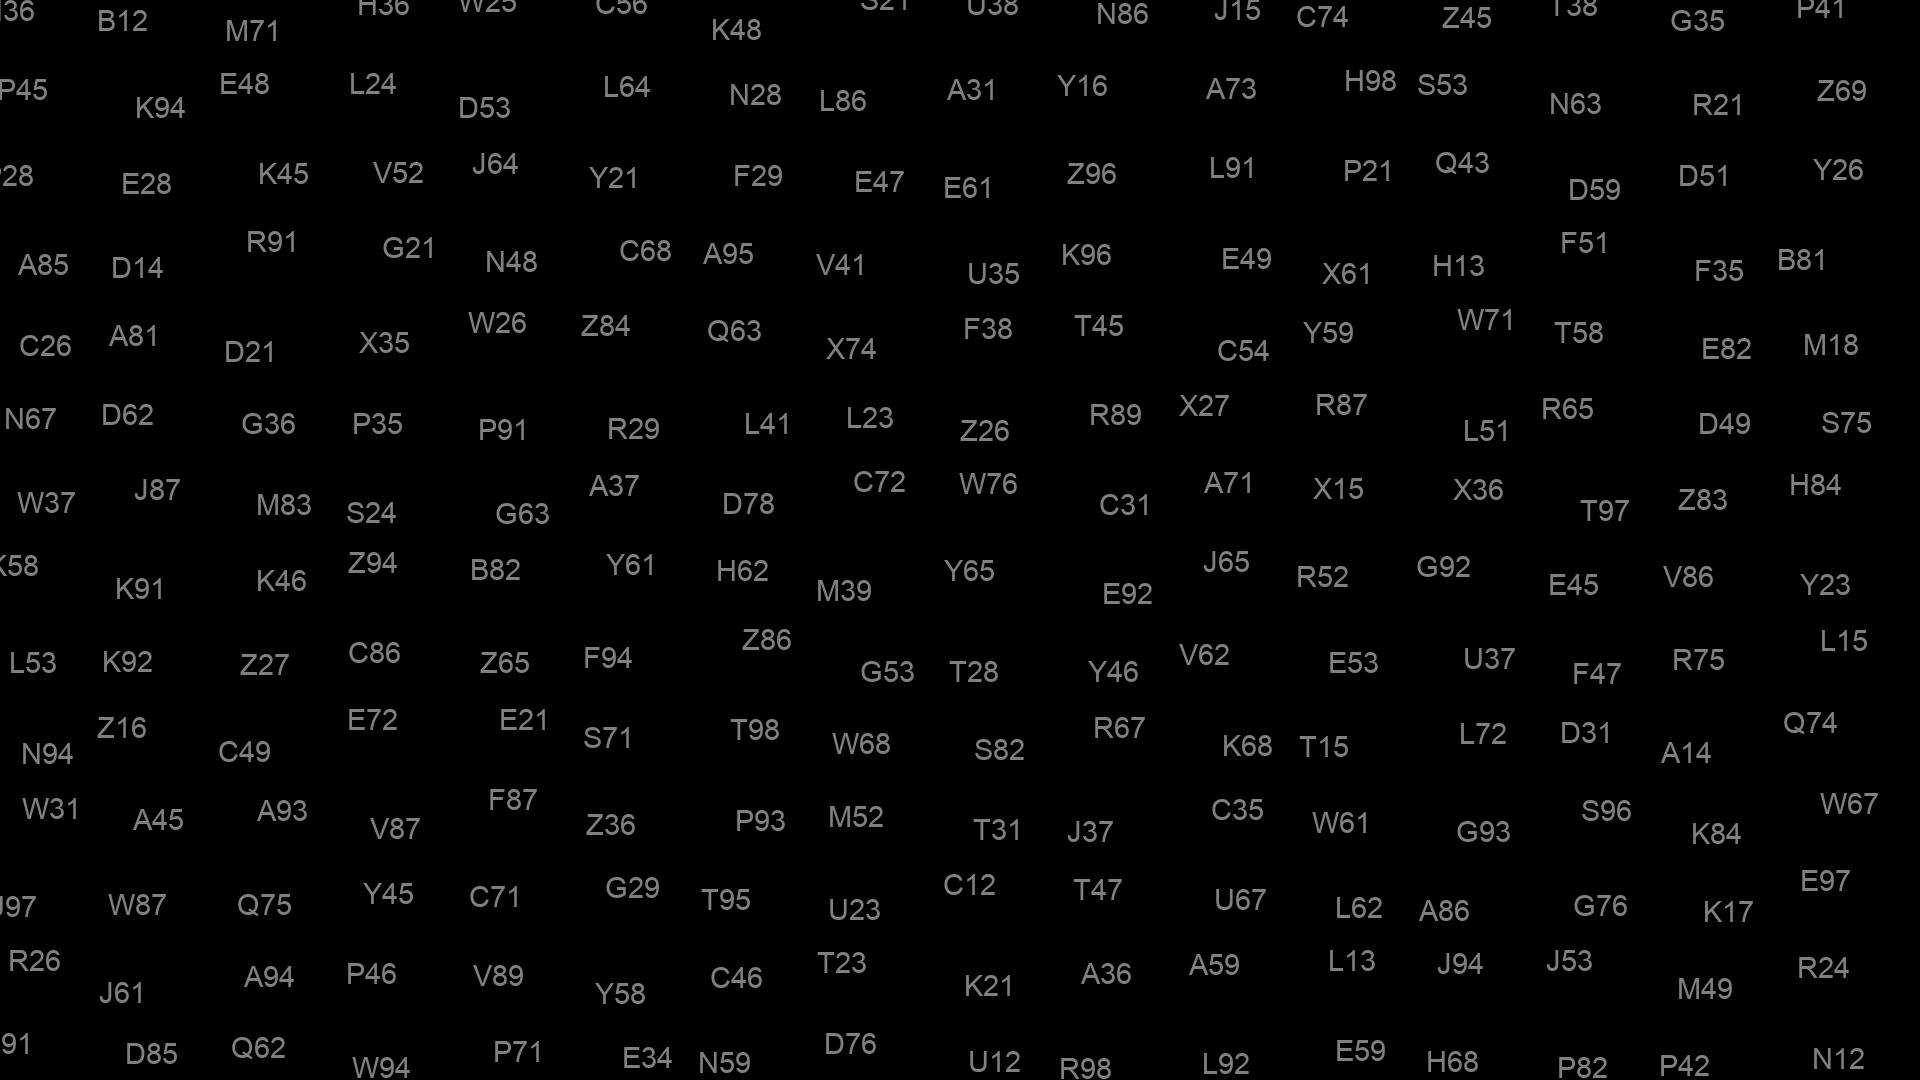 B12 M71 H36 W25 C56 K48 S21 U38 N86 J15 C74 Z45 T38 G35 P41
P45 K94 E48 L24 D53 L64 N28 L86 A31 Y16 A73 H98 S53 N63 R21 Z69
28 E28 K45 V52 J64 Y21 F29 E47 E61 Z96 L91 P21 Q43 D59 D51 Y26
A85 D14 R91 G21 N48 C68 A95 V41 U35 K96 E49 X61 H13 F51 F35 B81
C26 A81 D21 X35 W26 Z84 Q63 X74 F38 T45 C54 Y59 W71 T58 E82 M18
N67 D62 G36 P35 P91 R29 L41 L23 Z26 R89 X27 R87 L51 R65 D49 S75
W37 J87 M83 S24 G63 A37 D78 C72 W76 C31 A71 X15 X36 T97 Z83 H84
K58 K91 K46 Z94 B82 Y61 H62 M39 Y65 E92 J65 R52 G92 E45 V86 Y23
L53 K92 Z27 C86 Z65 F94 Z86 G53 T28 Y46 V62 E53 U37 F47 R75 L15
N94 Z16 C49 E72 E21 S71 T98 W68 S82 R67 K68 T15 L72 D31 A14 Q74
W31 A45 A93 V87 F87 Z36 P93 M52 T31 J37 C35 W61 G93 S96 K84 W67
97 W87 Q75 Y45 C71 G29 T95 U23 C12 T47 U67 L62 A86 G76 K17 E97
R26 J61 A94 P46 V89 Y58 C46 T23 K21 A36 A59 L13 J94 J53 M49 R24
91 D85 Q62 W94 P71 E34 N59 D76 U12 R98 L92 E59 H68 P82 P42 N12